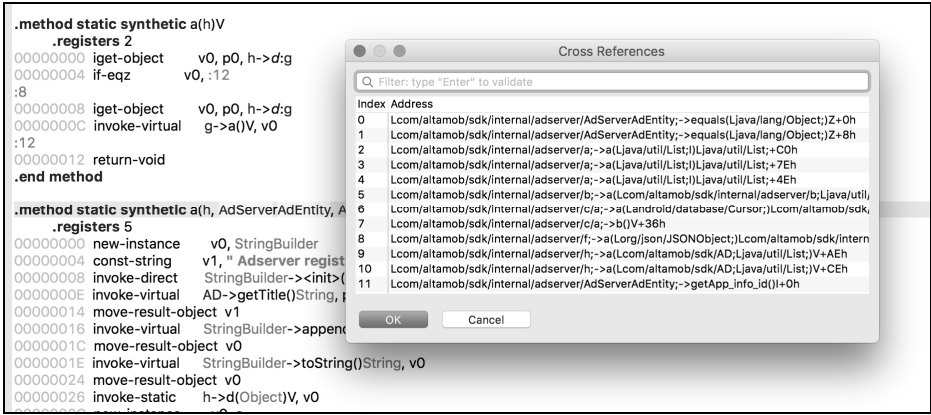 .method static synthetic a(h)V
.registers 2
00000000 iget-object v0, p0, h->d:g
00000004 if-eqz v0, :12
:8
00000008 iget-object v0, p0, h->d:g
0000000C invoke-virtual g->a()V, v0
:12
00000012 return-void
.end method
.method static synthetic a(h, AdServerAdEntity, A
.registers 5
00000000 new-instance v0, StringBuilder
00000004 const-string v1, " Adserver regist
00000008 invoke-direct StringBuilder-><init>(
0000000E invoke-virtual AD->getTitle()String, p
00000014 move-result-object v1
00000016 invoke-virtual StringBuilder->append
0000001C move-result-object v0
0000001E invoke-virtual StringBuilder->toString()String, v0
00000024 move-result-object v0
00000026 invoke-static h->d(Object)V, v0
Cross References
Filter: type "Enter" to validate
Index Address
0 Lcom/altamob/sdk/internal/adserver/AdServerAdEntity;->equals(Ljava/lang/Object;)Z+0h
1 Lcom/altamob/sdk/internal/adserver/AdServerAdEntity;->equals(Ljava/lang/Object;)Z+8h
2 Lcom/altamob/sdk/internal/adserver/a;->a(Ljava/util/List;I)Ljava/util/List;+C0h
3 Lcom/altamob/sdk/internal/adserver/a;->a(Ljava/util/List;I)Ljava/util/List;+7Eh
4 Lcom/altamob/sdk/internal/adserver/a;->a(Ljava/util/List;I)Ljava/util/List;+4Eh
5 Lcom/altamob/sdk/internal/adserver/b;->a(Lcom/altamob/sdk/internal/adserver/b;Ljava/util/
6 Lcom/altamob/sdk/internal/adserver/c/a;->a(Landroid/database/Cursor;)Lcom/altamob/sdk/
7 Lcom/altamob/sdk/internal/adserver/c/a;->b()V+36h
8 Lcom/altamob/sdk/internal/adserver/f;->a(Lorg/json/JSONObject;)Lcom/altamob/sdk/intern
9 Lcom/altamob/sdk/internal/adserver/h;->a(Lcom/altamob/sdk/AD;Ljava/util/List;)V+AEh
10 Lcom/altamob/sdk/internal/adserver/h;->a(Lcom/altamob/sdk/AD;Ljava/util/List;)V+CEh
11 Lcom/altamob/sdk/internal/adserver/AdServerAdEntity;->getApp_info_id()I+0h
OK Cancel